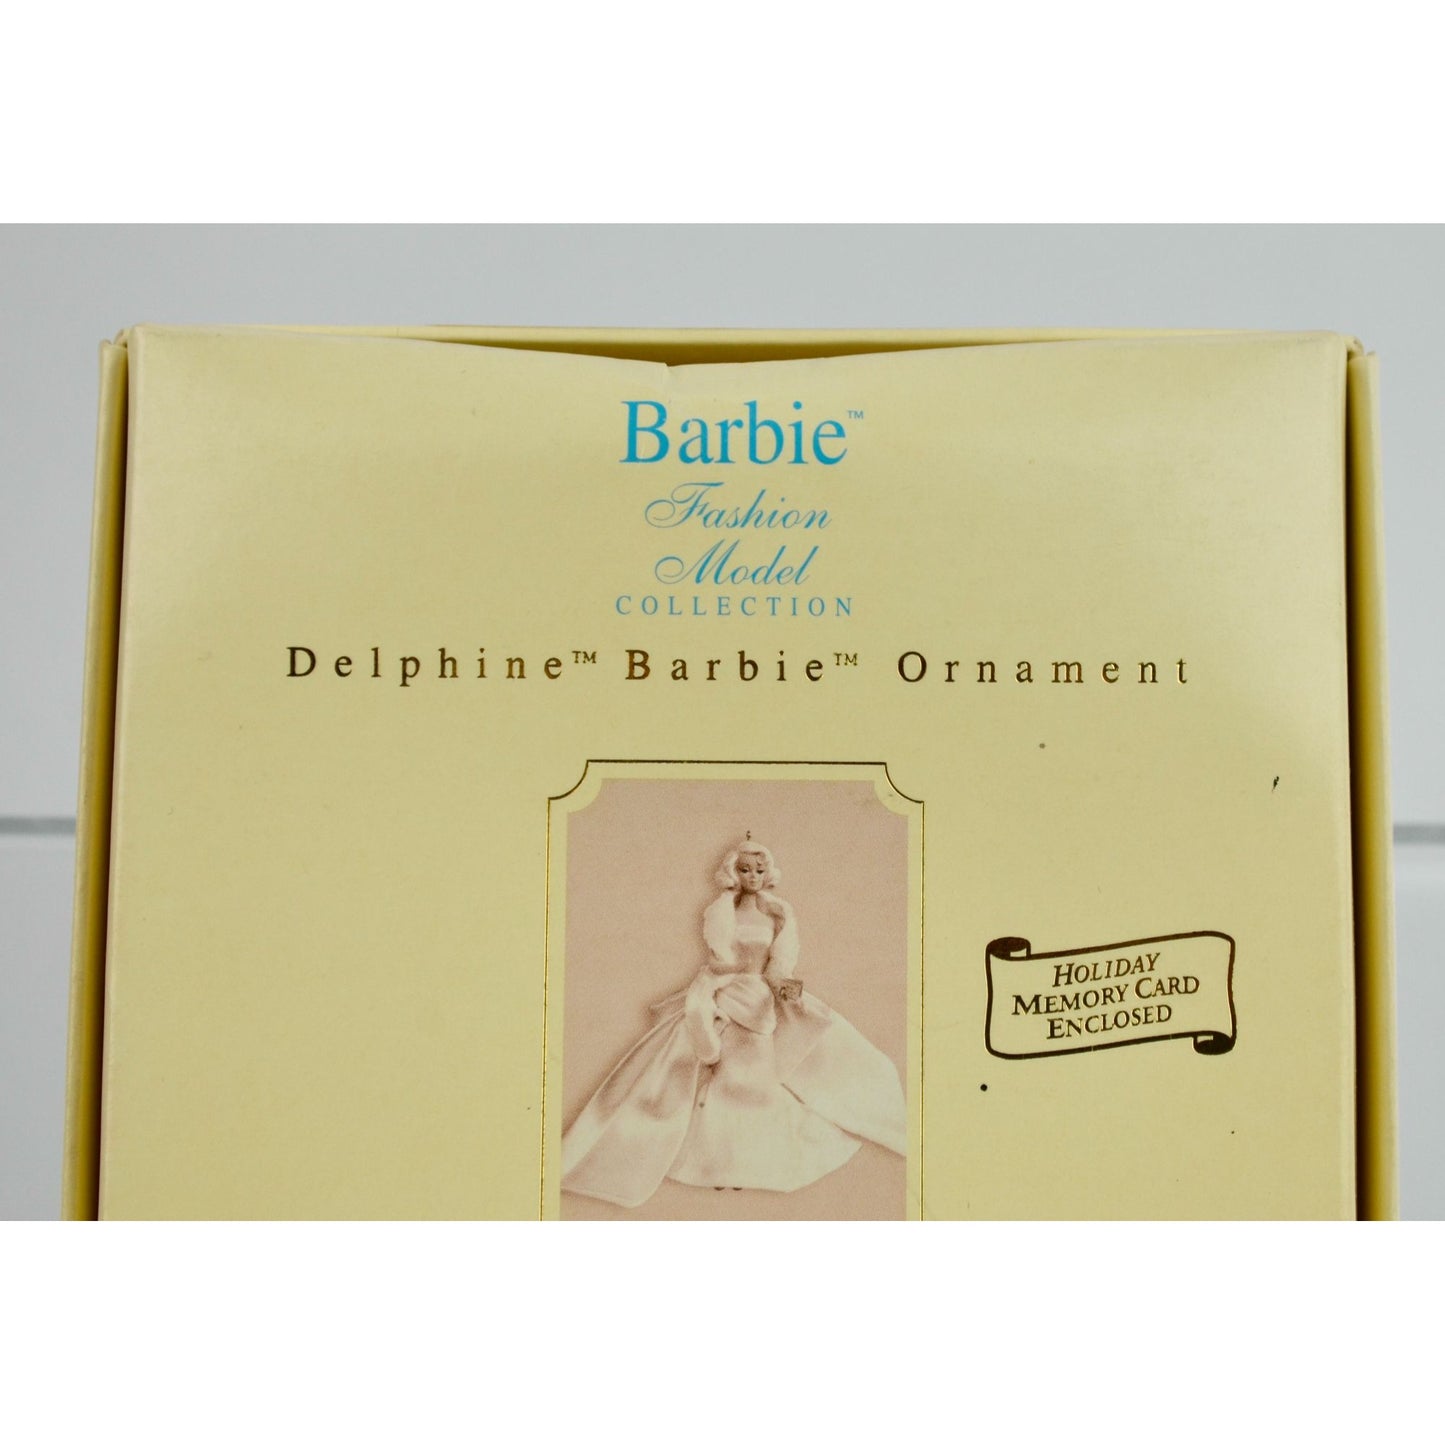 Barbie™
Fashion
Model
COLLECTION
Delphine™ Barbie™ Ornament
HOLIDAY
MEMORY CARD
ENCLOSED